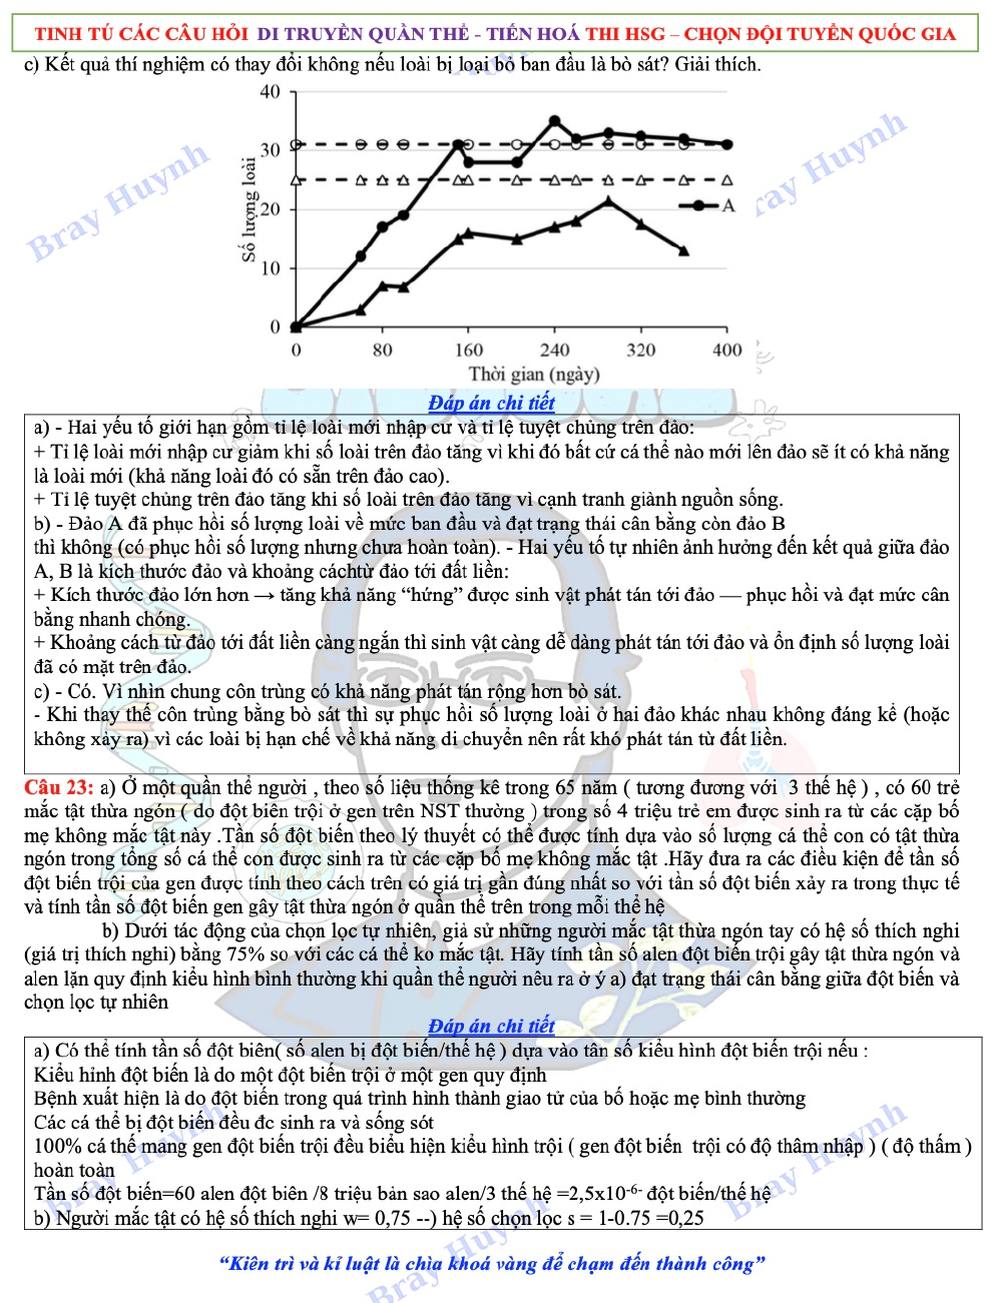 TINH TÚ CÁC CÂU HỎI DI TRUYỀN QUẦN THỂ - TIẾN HOÁ THI HSG – CHỌN ĐỘI TUYỂN QUỐC GIA
c) Kết quả thí nghiệm có thay đổi không nếu loài bị loại bỏ ban đầu là bò sát? Giải thích.
40
30
20
10
0
Số lượng loài
A
0 80 160 240 320 400
Thời gian (ngày)
Đáp án chi tiết
a) - Hai yếu tố giới hạn gồm tỉ lệ loài mới nhập cư và tỉ lệ tuyệt chủng trên đảo:
+ Tỉ lệ loài mới nhập cư giảm khi số loài trên đảo tăng vì khi đó bất cứ cá thể nào mới lên đảo sẽ ít có khả năng
là loài mới (khả năng loài đó có sẵn trên đảo cao).
+ Tỉ lệ tuyệt chủng trên đảo tăng khi số loài trên đảo tăng vì cạnh tranh giành nguồn sống.
b) - Đảo A đã phục hồi số lượng loài về mức ban đầu và đạt trạng thái cân bằng còn đảo B
thì không (có phục hồi số lượng nhưng chưa hoàn toàn). - Hai yếu tố tự nhiên ảnh hưởng đến kết quả giữa đảo
A, B là kích thước đảo và khoảng cáchtừ đảo tới đất liền:
+ Kích thước đảo lớn hơn → tăng khả năng “hứng” được sinh vật phát tán tới đảo — phục hồi và đạt mức cân
bằng nhanh chóng.
+ Khoảng cách từ đảo tới đất liền càng ngắn thì sinh vật càng dễ dàng phát tán tới đảo và ổn định số lượng loài
đã có mặt trên đảo.
c) - Có. Vì nhìn chung côn trùng có khả năng phát tán rộng hơn bò sát.
- Khi thay thế côn trùng bằng bò sát thì sự phục hồi số lượng loài ở hai đảo khác nhau không đáng kể (hoặc
không xảy ra) vì các loài bị hạn chế về khả năng di chuyển nên rất khó phát tán từ đất liền.
Câu 23: a) Ở một quần thể người , theo số liệu thống kê trong 65 năm ( tương đương với 3 thế hệ ) , có 60 trẻ
mắc tật thừa ngón ( do đột biên trội ở gen trên NST thường ) trong số 4 triệu trẻ em được sinh ra từ các cặp bố
mẹ không mắc tật này .Tần số đột biến theo lý thuyết có thể được tính dựa vào số lượng cá thể con có tật thừa
ngón trong tổng số cá thể con được sinh ra từ các cặp bố mẹ không mắc tật .Hãy đưa ra các điều kiện để tần số
đột biến trội của gen được tính theo cách trên có giá trị gần đúng nhất so với tần số đột biến xảy ra trong thực tế
và tính tần số đột biến gen gây tật thừa ngón ở quần thể trên trong mỗi thế hệ
b) Dưới tác động của chọn lọc tự nhiên, giả sử những người mắc tật thừa ngón tay có hệ số thích nghi
(giá trị thích nghi) bằng 75% so với các cá thể ko mắc tật. Hãy tính tần số alen đột biến trội gây tật thừa ngón và
alen lặn quy định kiểu hình bình thường khi quần thể người nêu ra ở ý a) đạt trạng thái cân bằng giữa đột biến và
chọn lọc tự nhiên
Đáp án chi tiết
a) Có thể tính tần số đột biên( số alen bị đột biến/thế hệ ) dựa vào tần số kiểu hình đột biến trội nếu :
Kiểu hỉnh đột biến là do một đột biến trội ở một gen quy định
Bệnh xuất hiện là do đột biến trong quá trình hình thành giao tử của bố hoặc mẹ bình thường
Các cá thể bị đột biến đều đc sinh ra và sống sót
100% cá thể mang gen đột biến trội đều biểu hiện kiểu hình trội ( gen đột biến trội có độ thâm nhập ) ( độ thấm )
hoàn toàn
Tần số đột biến=60 alen đột biên /8 triệu bản sao alen/3 thế hệ =2,5x10-6- đột biến/thế hệ
b) Người mắc tật có hệ số thích nghi w= 0,75 --) hệ số chọn lọc s = 1-0.75 =0,25
“Kiên trì và kỉ luật là chìa khoá vàng để chạm đến thành công”
Bray Huynh
ray Huynh
Bray Huynh
Bray Huynh
Bray Huynh